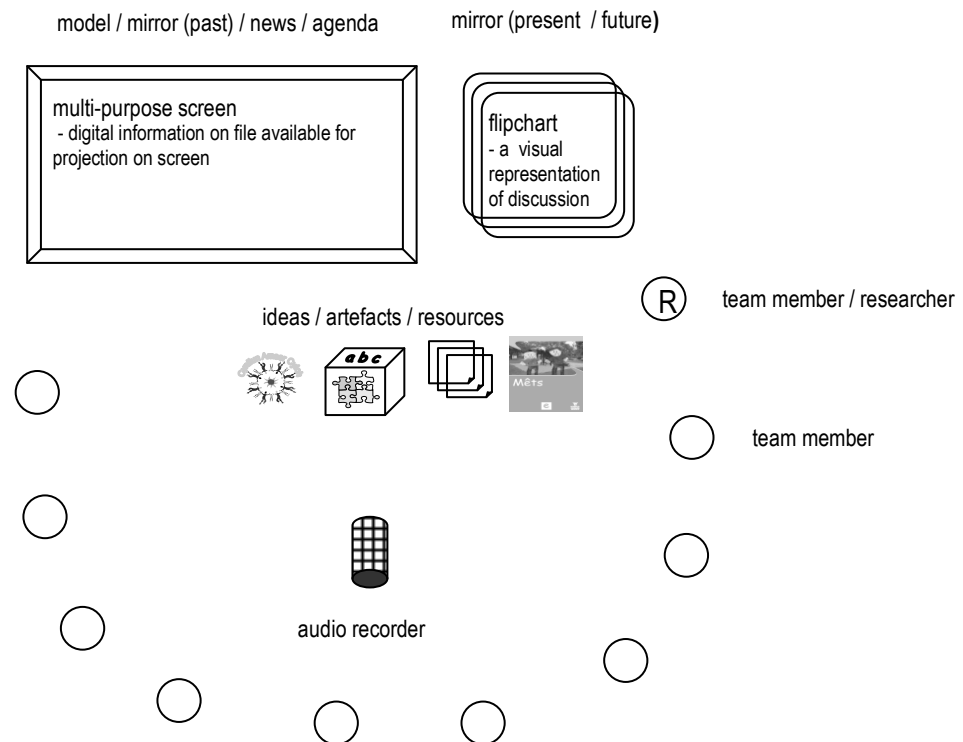 model / mirror (past) / news / agenda
mirror (present / future)
multi-purpose screen
- digital information on file available for
projection on screen
flipchart
- a visual
representation
of discussion
R
team member / researcher
ideas / artefacts / resources
abc
Mêts
team member
audio recorder